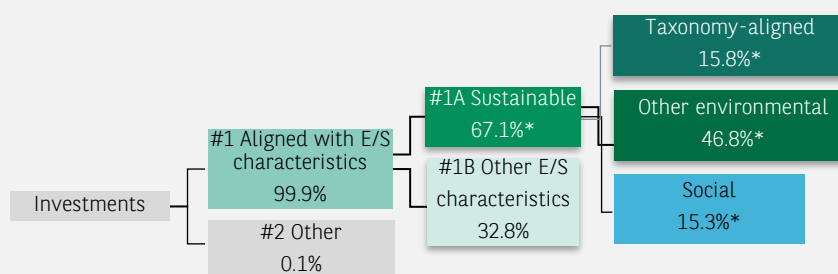 Investments
#1 Aligned with E/S
characteristics
99.9%
#2 Other
0.1%
#1A Sustainable
67.1%*
#1B Other E/S
characteristics
32.8%
Taxonomy-aligned
15.8%*
Other environmental
46.8%*
Social
15.3%*